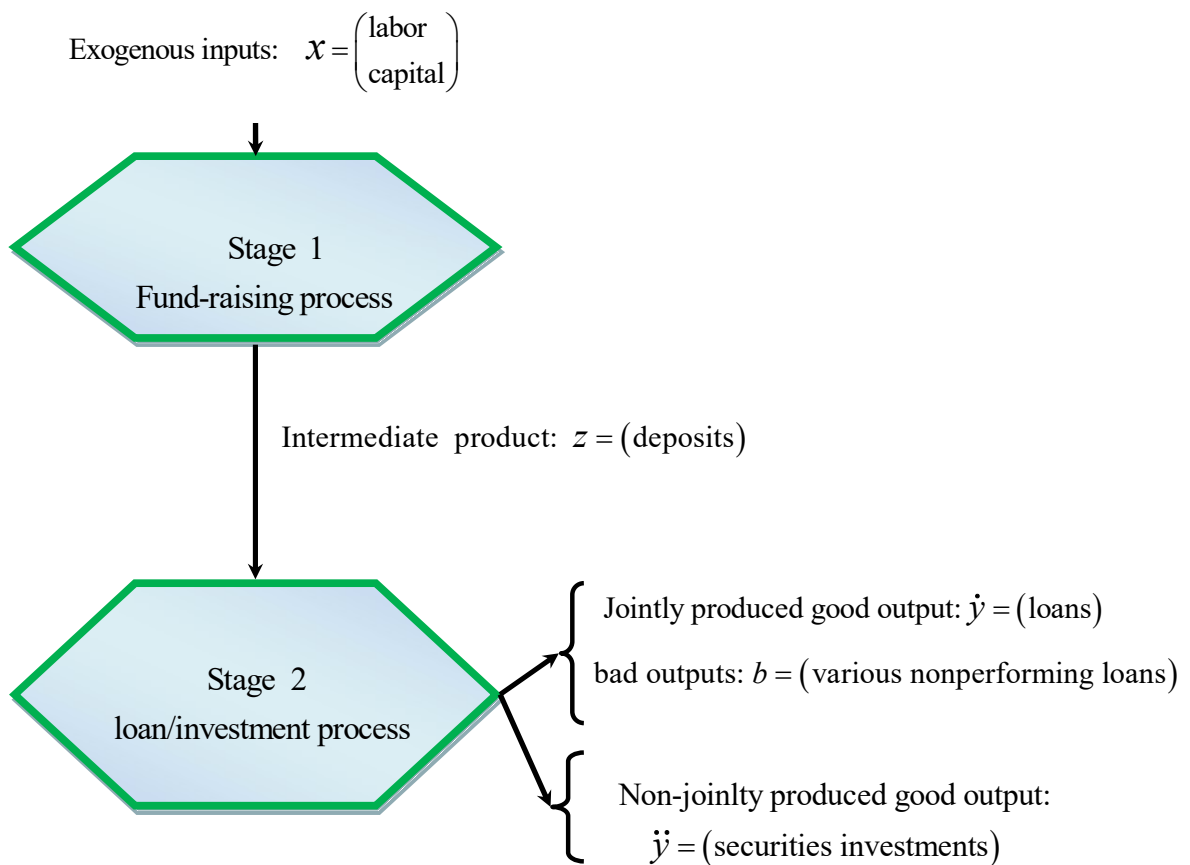 Exogenous inputs: x = (labor capital)
Stage 1
Fund-raising process
Intermediate product: z = (deposits)
Jointly produced good output: ẏ = (loans)
bad outputs: b = (various nonperforming loans)
Stage 2
loan/investment process
Non-joinlty produced good output:
ÿ = (securities investments)